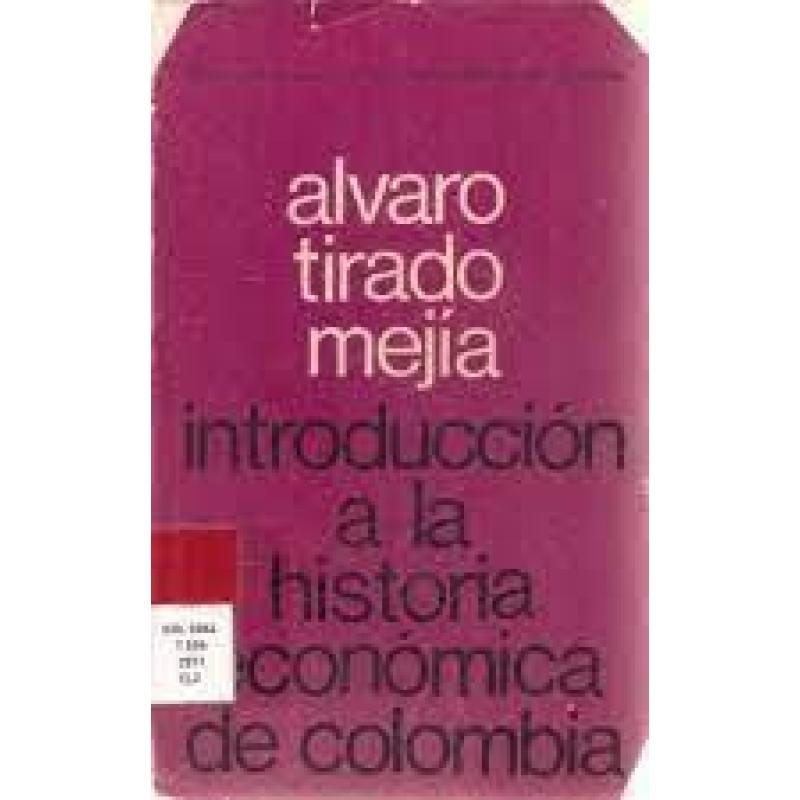 alvaro
tirado
mejía
introducción
a la
historia
económica
de colombia